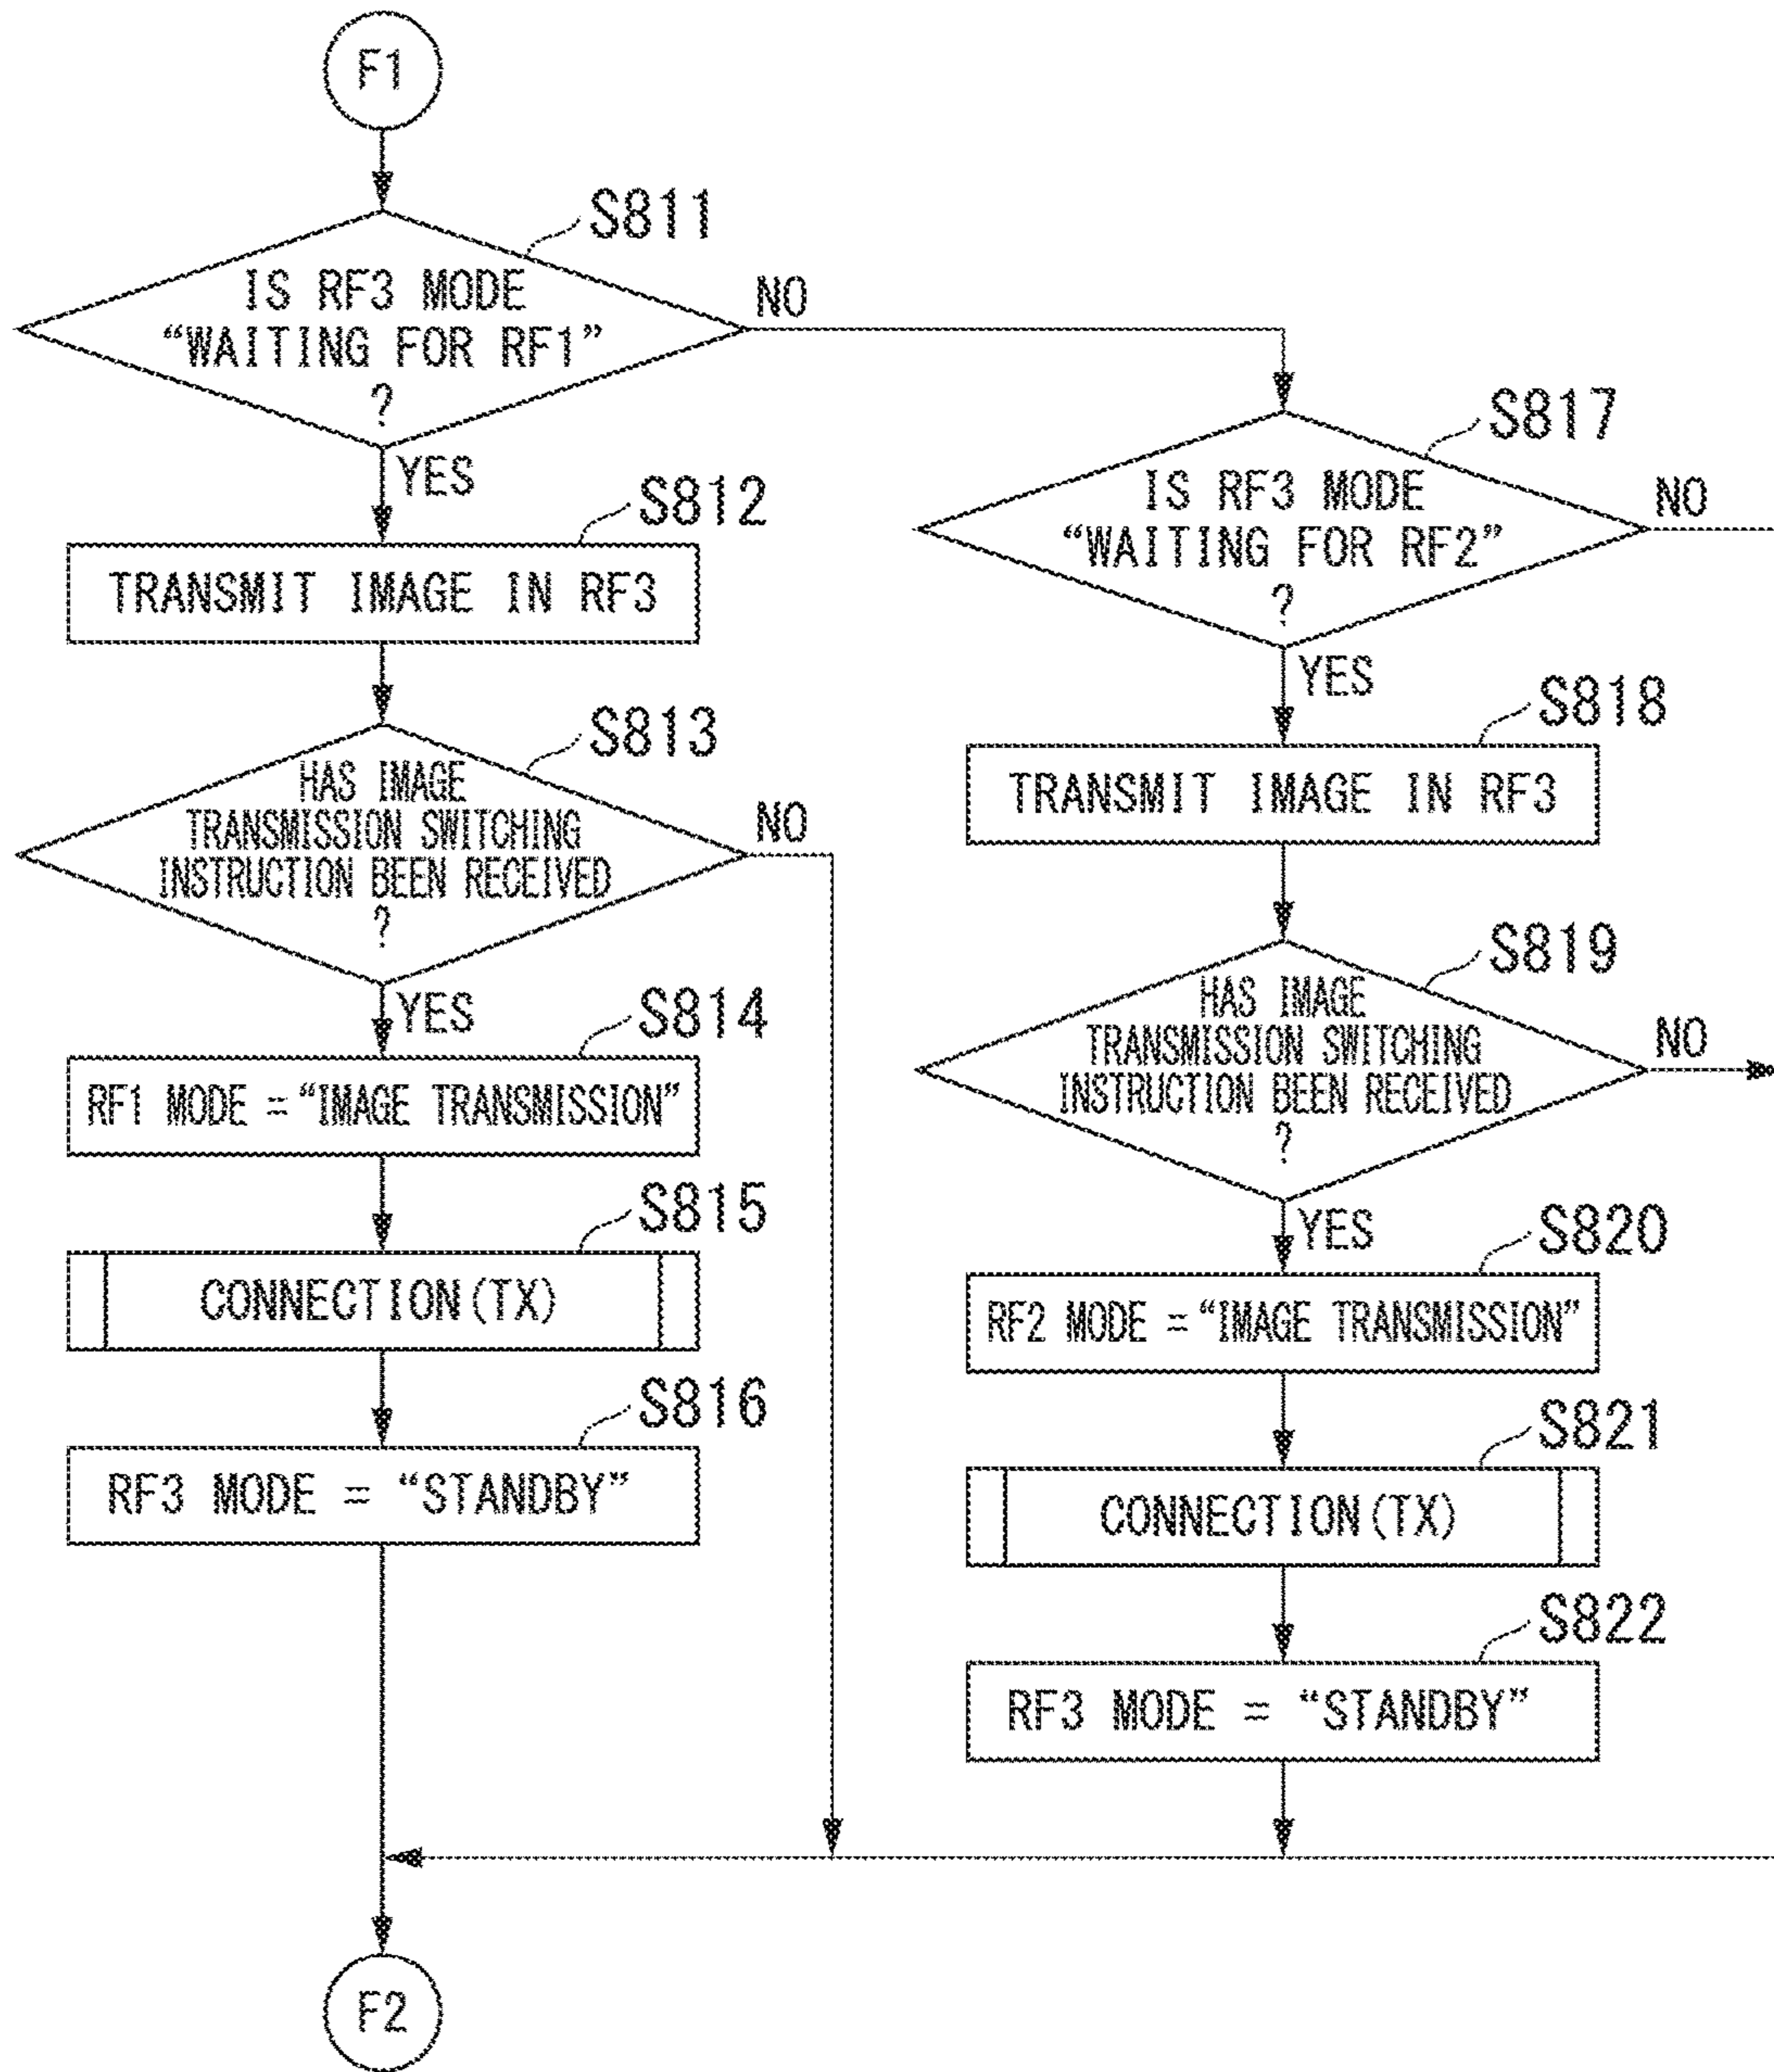 F1
S811
IS RF3 MODE
“WAITING FOR RF1”
?
NO
YES
S812
TRANSMIT IMAGE IN RF3
S813
HAS IMAGE
TRANSMISSION SWITCHING
INSTRUCTION BEEN RECEIVED
?
NO
YES
S814
RF1 MODE =“IMAGE TRANSMISSION”
S815
CONNECTION(TX)
S816
RF3 MODE = “STANDBY”
S817
IS RF3 MODE
“WAITING FOR RF2”
?
NO
YES
S818
TRANSMIT IMAGE IN RF3
S819
HAS IMAGE
TRANSMISSION SWITCHING
INSTRUCTION BEEN RECEIVED
?
NO
YES
S820
RF2 MODE =“IMAGE TRANSMISSION”
S821
CONNECTION(TX)
S822
RF3 MODE = “STANDBY”
F2